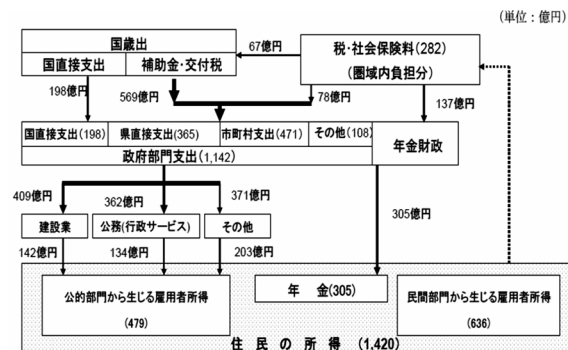 (単位：億円)
国歳出
67億円
税・社会保険料(282)
(圏域内負担分)
国直接支出
補助金・交付税
198億円
569億円
78億円
137億円
国直接支出(198)
県直接支出(365)
市町村支出(471)
その他(108)
年金財政
政府部門支出(1,142)
409億円
362億円
371億円
305億円
建設業
公務(行政サービス)
その他
142億円
134億円
203億円
公的部門から生じる雇用者所得
(479)
年 金(305)
民間部門から生じる雇用者所得
(636)
住 民 の 所 得 (1,420)